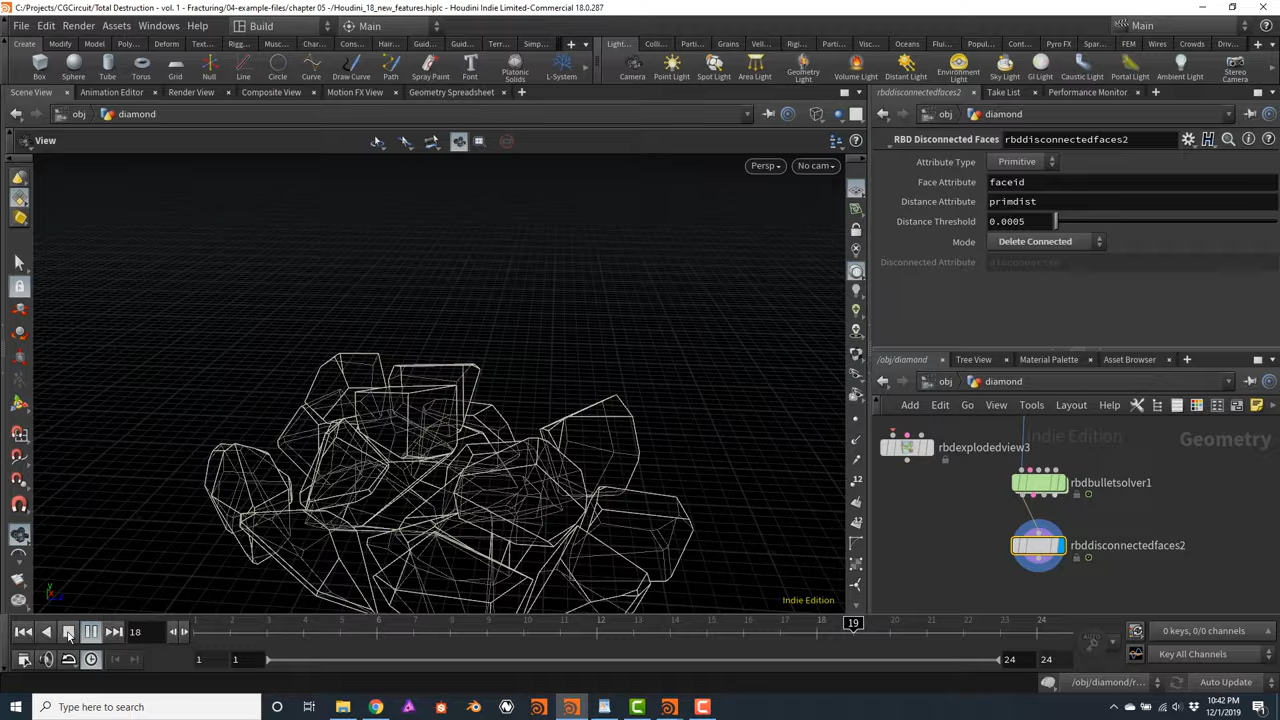 C:/Projects/CGCircuit/Total Destruction - vol. 1 - Fracturing/04-example-files/chapter 05 -/Houdini_18_new_features.hiplc - Houdini Indie Limited-Commercial 18.0.287
File Edit Render Assets Windows Help Build Main Main
Create Modify Model Poly... Deform Text... Rigg... Musc... Char... Cons... Hair... Guid... Guid... Terr... Simp... Light... Colli... Parti... Grains Vell... Rigi... Parti... Visc... Oceans Flui... Popul... Cont... Pyro FX Spar... FEM Wires Crowds Driv...
Box Sphere Tube Torus Grid Null Line Circle Curve Draw Curve Path Spray Paint Font Platonic Solids L-System Camera Point Light Spot Light Area Light Geometry Light Volume Light Distant Light Environment Light Sky Light GI Light Caustic Light Portal Light Ambient Light Stereo Camera
Scene View Animation Editor Render View Composite View Motion FX View Geometry Spreadsheet rbddisconnectedfaces2 Take List Performance Monitor
obj diamond obj diamond
View
RBD Disconnected Faces rbddisconnectedfaces2
Persp No cam
Attribute Type Primitive
Face Attribute faceid
Distance Attribute primdist
Distance Threshold 0.0005
Mode Delete Connected
Disconnected Attribute
/obj/diamond Tree View Material Palette Asset Browser
obj diamond
Add Edit Go View Tools Layout Help
Indie Edition Geometry
rbdexplodedview3
rbdbulletsolver1
rbddisconnectedfaces2
12
12
Indie Edition
18 1 2 4 6 8 10 12 14 16 18 19 22 24
0 keys, 0/0 channels
1 1 24 24 Key All Channels
/obj/diamond/r... Auto Update
Type here to search
10:42 PM
12/1/2019